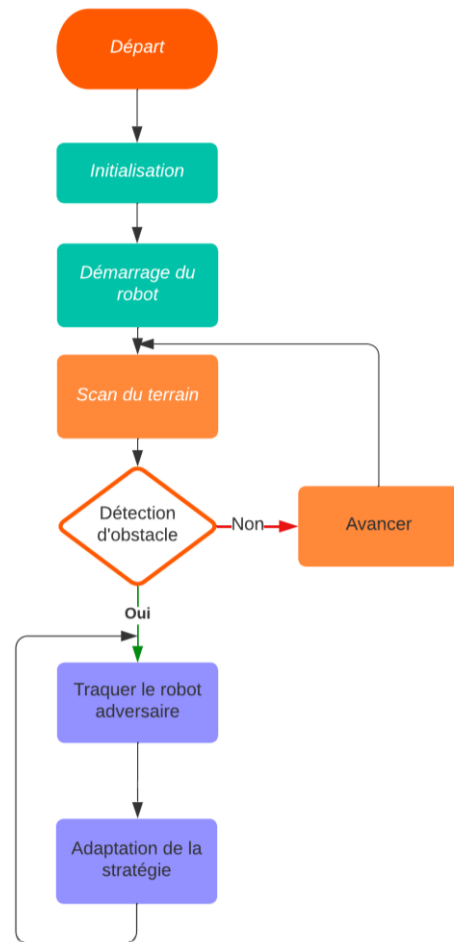 Départ
Initialisation
Démarrage du
robot
Scan du terrain
Détection
d'obstacle
Non
Avancer
Oui
Traquer le robot
adversaire
Adaptation de la
stratégie